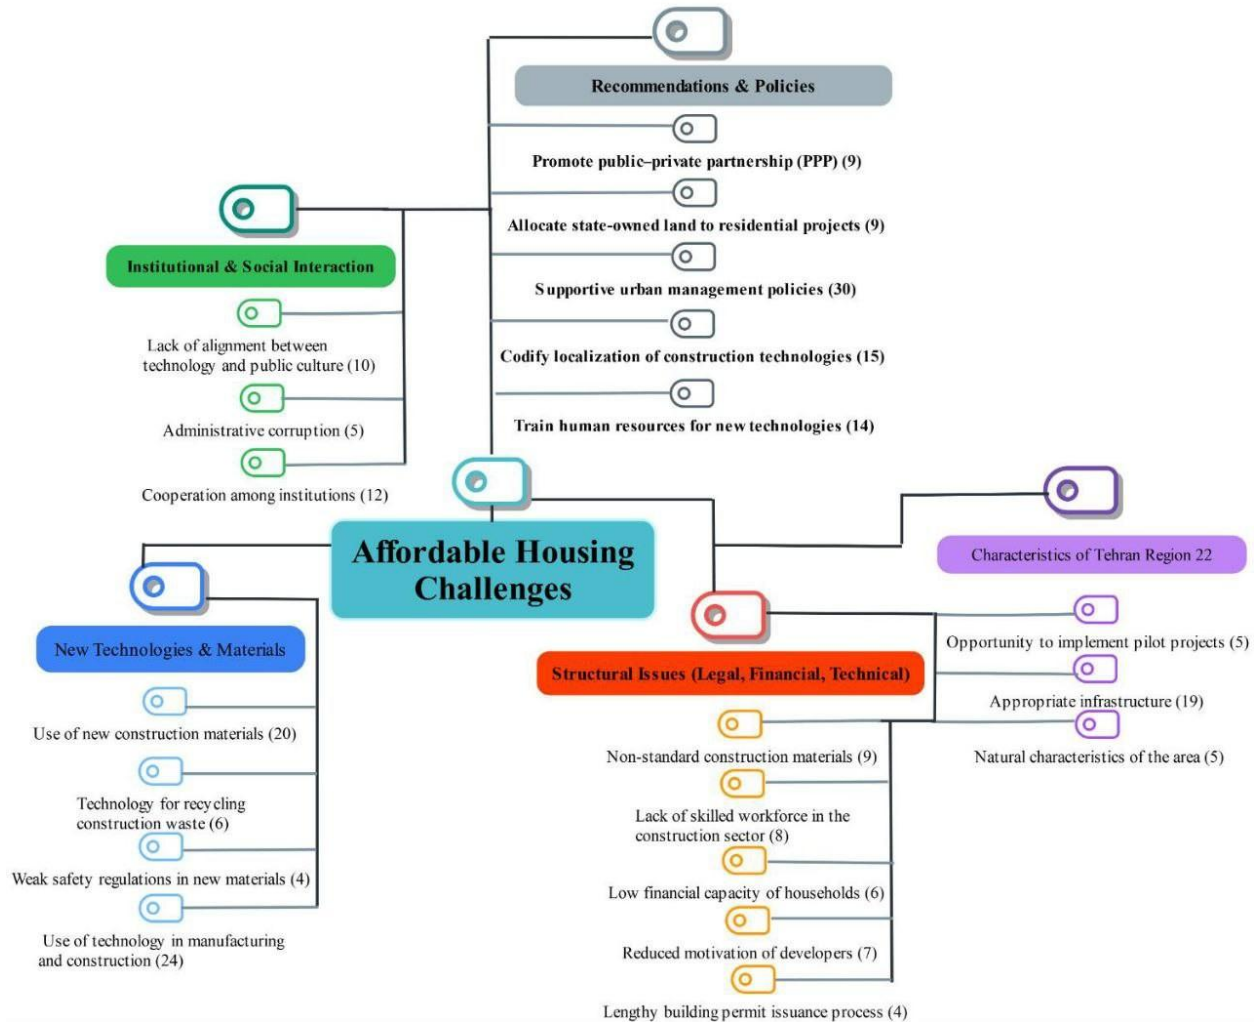 Recommendations & Policies
Promote public–private partnership (PPP) (9)
Allocate state-owned land to residential projects (9)
Supportive urban management policies (30)
Codify localization of construction technologies (15)
Train human resources for new technologies (14)
Institutional & Social Interaction
Lack of alignment between
technology and public culture (10)
Administrative corruption (5)
Cooperation among institutions (12)
Affordable Housing
Challenges
Characteristics of Tehran Region 22
Opportunity to implement pilot projects (5)
Appropriate infrastructure (19)
Natural characteristics of the area (5)
New Technologies & Materials
Use of new construction materials (20)
Technology for recycling
construction waste (6)
Weak safety regulations in new materials (4)
Use of technology in manufacturing
and construction (24)
Structural Issues (Legal, Financial, Technical)
Non-standard construction materials (9)
Lack of skilled workforce in the
construction sector (8)
Low financial capacity of households (6)
Reduced motivation of developers (7)
Lengthy building permit issuance process (4)